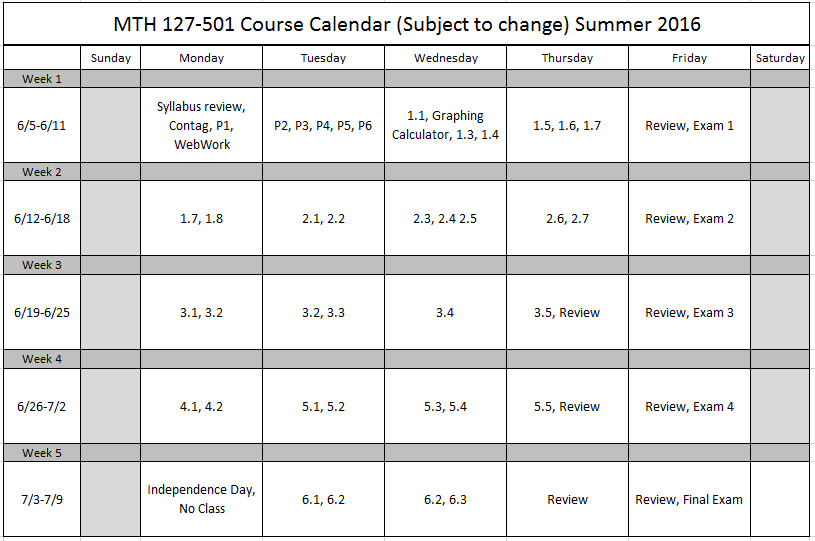 MTH 127-501 Course Calendar (Subject to change) Summer 2016
Sunday Monday Tuesday Wednesday Thursday Friday Saturday
Week 1
6/5-6/11
Syllabus review,
Contag, P1,
WebWork
P2, P3, P4, P5, P6
1.1, Graphing
Calculator, 1.3, 1.4
1.5, 1.6, 1.7
Review, Exam 1
Week 2
6/12-6/18
1.7, 1.8
2.1, 2.2
2.3, 2.4 2.5
2.6, 2.7
Review, Exam 2
Week 3
6/19-6/25
3.1, 3.2
3.2, 3.3
3.4
3.5, Review
Review, Exam 3
Week 4
6/26-7/2
4.1, 4.2
5.1, 5.2
5.3, 5.4
5.5, Review
Review, Exam 4
Week 5
7/3-7/9
Independence Day,
No Class
6.1, 6.2
6.2, 6.3
Review
Review, Final Exam